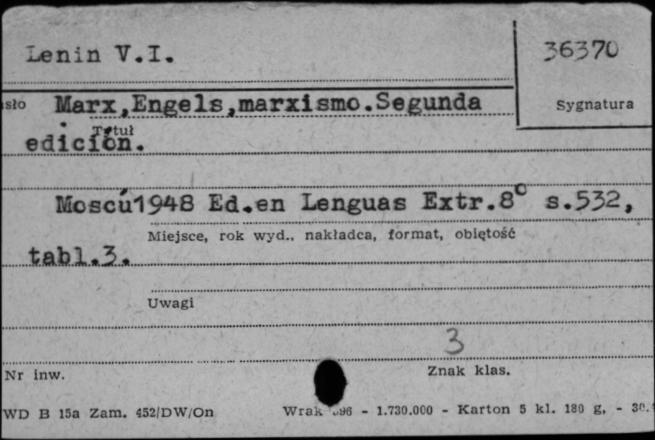 Lenin V.I.
36370
Sygnatura
Marx,Engels,marxismo.Segunda
Tytuł
edición.
Moscú1948 Ed.en Lenguas Extr.8° s.532,
Miejsce, rok wyd., nakładca, format, obiętość
tabl.3.
Uwagi
3
Nr inw.
Znak klas.
WD B 15a Zam. 452/DW/On
- 1.730.000 - Karton 5 kl. 180 g, -